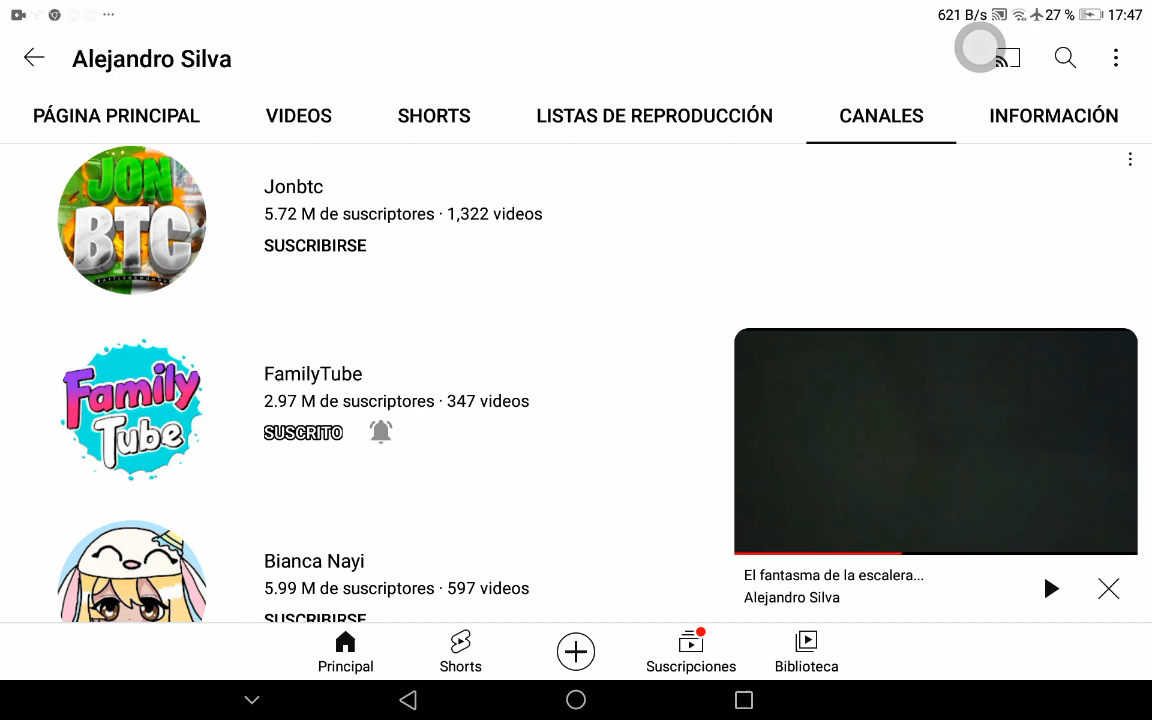 621 B/s 27 % 17:47
Alejandro Silva
PÁGINA PRINCIPAL VIDEOS SHORTS LISTAS DE REPRODUCCIÓN CANALES INFORMACIÓN
JON
BTC
Jonbtc
5.72 M de suscriptores · 1,322 videos
SUSCRIBIRSE
Family
Tube
FamilyTube
2.97 M de suscriptores · 347 videos
SUSCRITO
Bianca Nayi
5.99 M de suscriptores · 597 videos
SUSCRIBIRSE
El fantasma de la escalera...
Alejandro Silva
Principal Shorts Suscripciones Biblioteca